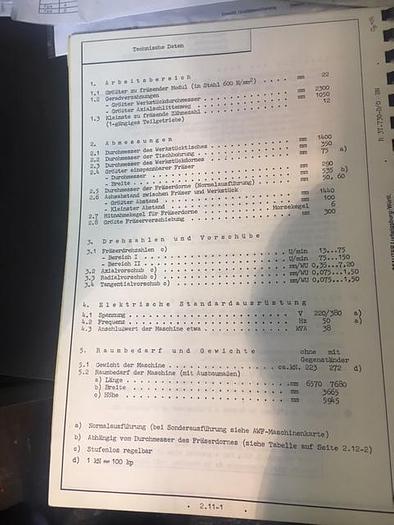 Technische Daten
1. Arbeitsbereich
1.1 Größter zu fräsender Modul (in Stahl 600 N/mm²) mm 22
1.2 Geradverzahnungen
- Größter Werkstückdurchmesser mm 2300
- Größter Axialschlittenweg mm 1050
1.3 Kleinste zu fräsende Zähnezahl 12
(1-gängiges Teilgetriebe)
2. Abmessungen
2.1 Durchmesser des Werkstücktisches mm 1400
2.2 Durchmesser der Tischbohrung mm 350
2.3 Durchmesser des Werkstückdornes mm 75 a)
2.4 Größter einspannbarer Fräser
- Durchmesser mm 290
- Breite mm 335 b)
2.5 Durchmesser der Fräserdorne (Normalausführung) mm 50, 60
2.6 Achsabstand zwischen Fräser und Werkstück
- Größter Abstand mm 1440
- Kleinster Abstand mm 100
2.7 Mitnahmekegel für Fräserdorne Morsekegel 6
2.8 Größte Fräserverschiebung mm 300
3. Drehzahlen und Vorschübe
3.1 Fräserdrehzahlen c)
- Bereich I U/min 13...75
- Bereich II U/min 75...150
3.2 Axialvorschub c) mm/WU 0,35...7,20
3.3 Radialvorschub c) mm/WU 0,075...1,50
3.4 Tangentialvorschub c) mm/WU 0,075...1,50
4. Elektrische Standardausrüstung
4.1 Spannung V 220/380 a)
4.2 Frequenz Hz 50 a)
4.3 Anschlußwert der Maschine etwa kVA 38
5. Raumbedarf und Gewichte ohne mit
Gegenständer
5.1 Gewicht der Maschine ca.kN. 223 272 d)
5.2 Raumbedarf der Maschine (mit Ausbaumaßen)
a) Länge mm 6570 7680
b) Breite mm 3665
c) Höhe mm 5945
a) Normalausführung (bei Sonderausführung siehe AWF-Maschinenkarte)
b) Abhängig vom Durchmesser des Fräserdornes (siehe Tabelle auf Seite 2.12-2)
c) Stufenlos regelbar
d) 1 kN = 100 kp
- 2.11-1